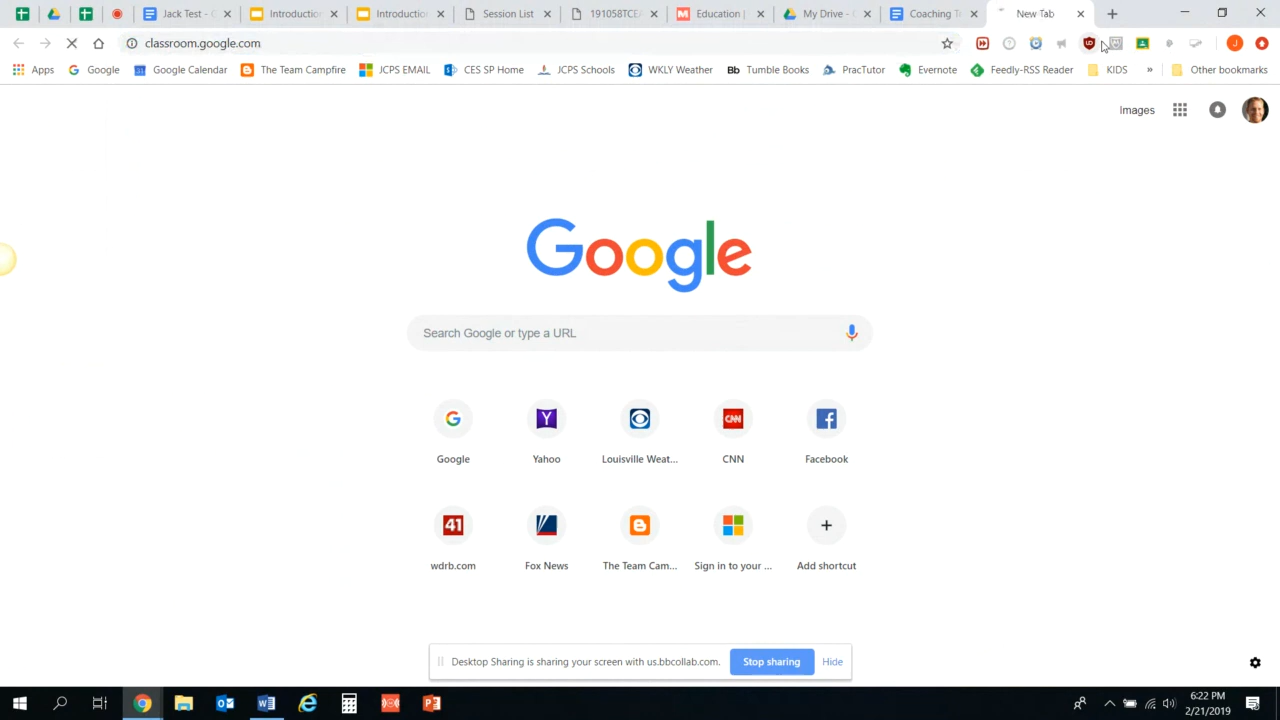 Jack Test - G
Introduction
Introduction
Session List
191058TCEA
Education |
My Drive -
Coaching Te
New Tab
classroom.google.com
Apps
Google
Google Calendar
The Team Campfire
JCPS EMAIL
CES SP Home
JCPS Schools
WKLY Weather
Bb Tumble Books
PracTutor
Evernote
Feedly-RSS Reader
KIDS
»
Other bookmarks
Images
Google
Search Google or type a URL
Google
Yahoo
Louisville Weat...
CNN
Facebook
wdrb.com
Fox News
The Team Cam...
Sign in to your ...
Add shortcut
Desktop Sharing is sharing your screen with us.bbcollab.com.
Stop sharing
Hide
6:22 PM
2/21/2019